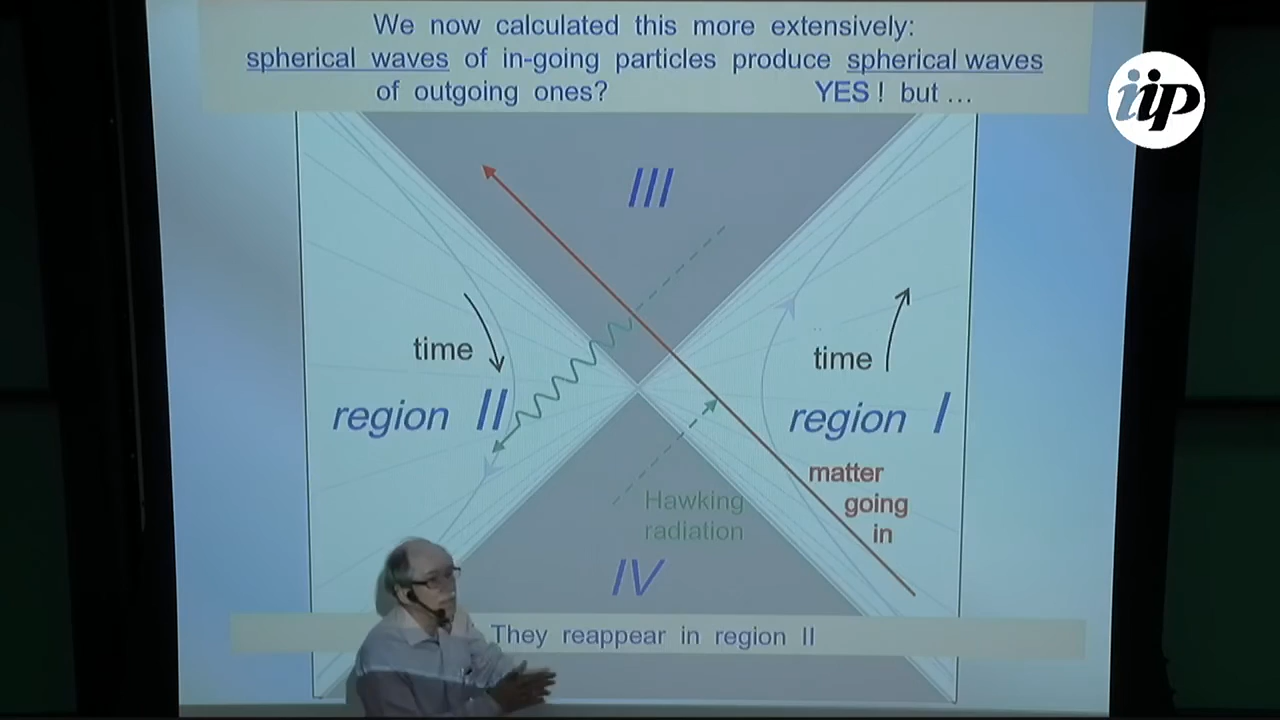 We now calculated this more extensively:
spherical waves of in-going particles produce spherical waves
of outgoing ones? YES ! but ...
iip
III
time
time
region II
region I
matter
going
in
Hawking
radiation
IV
They reappear in region II